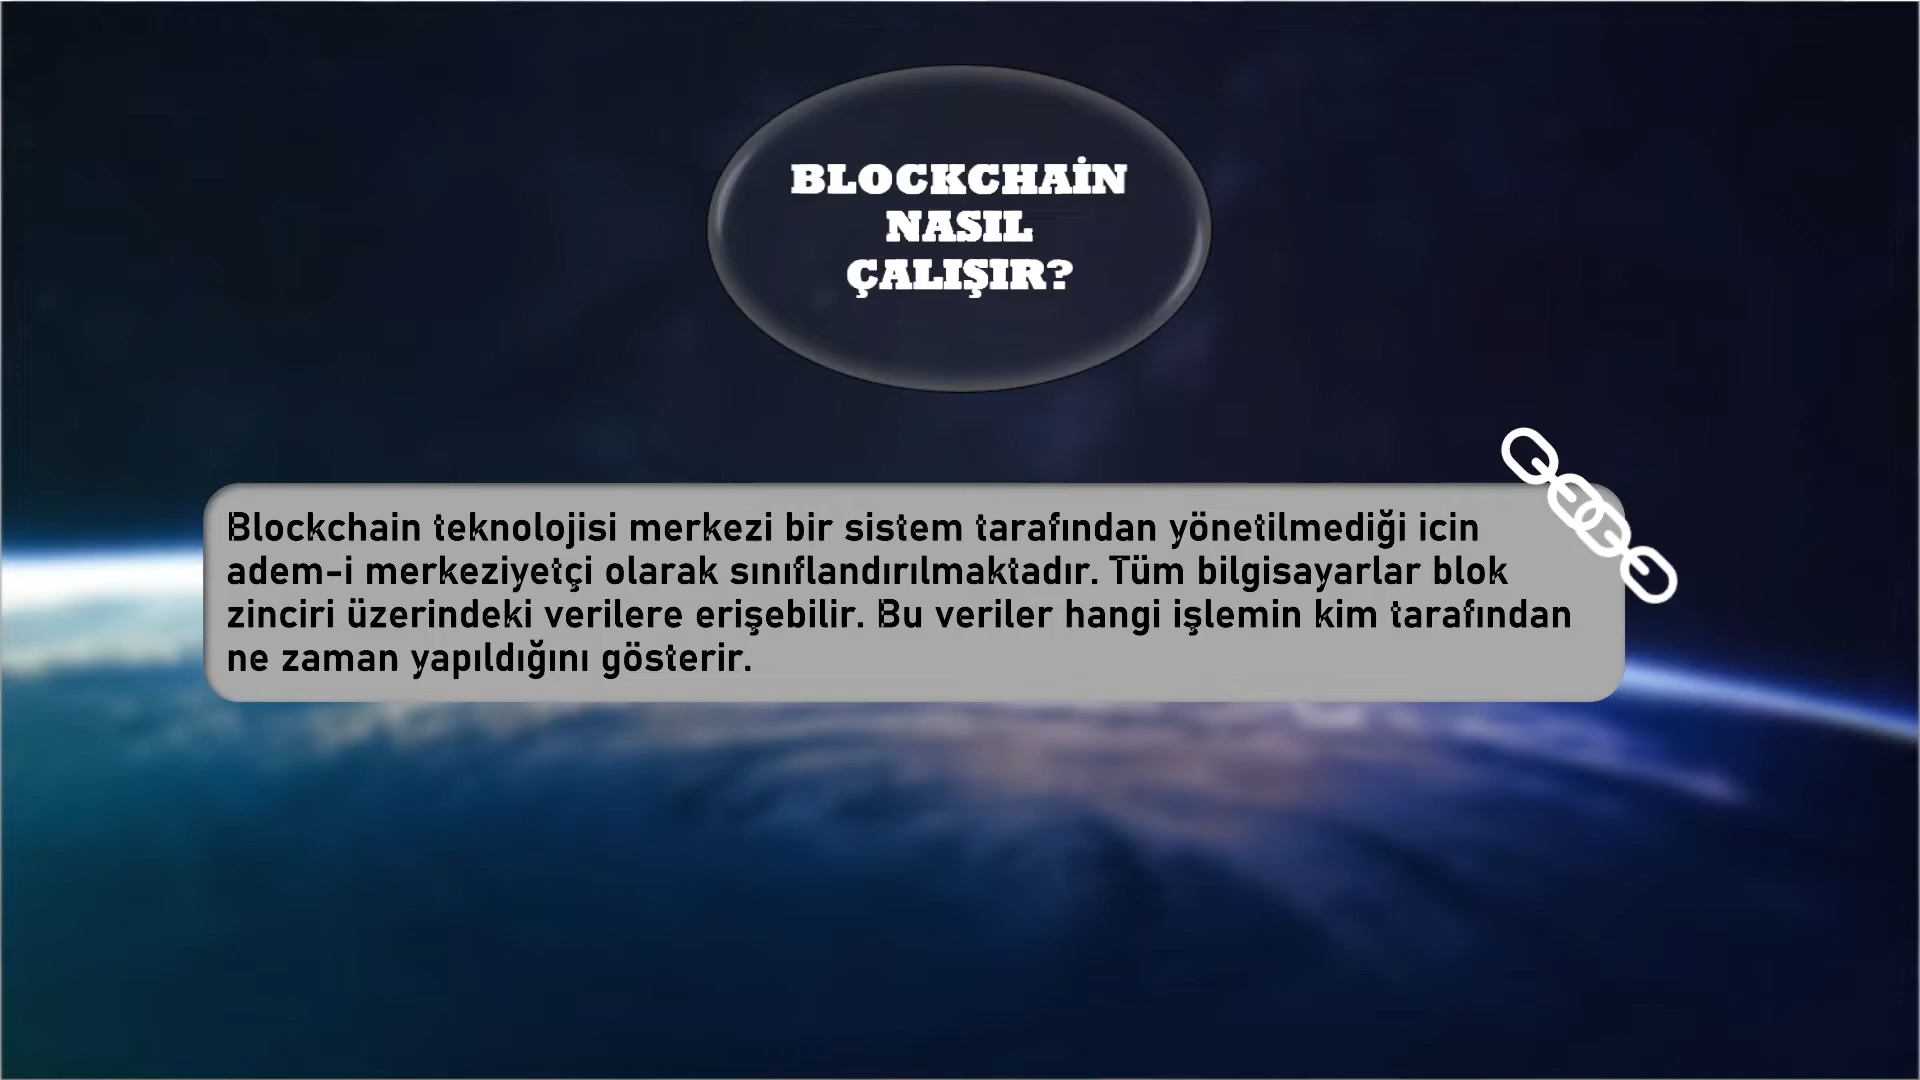 BLOCKCHAİN
NASIL
ÇALIŞIR?
Blockchain teknolojisi merkezi bir sistem tarafından yönetilmediği icin
adem-i merkeziyetçi olarak sınıflandırılmaktadır. Tüm bilgisayarlar blok
zinciri üzerindeki verilere erişebilir. Bu veriler hangi işlemin kim tarafından
ne zaman yapıldığını gösterir.